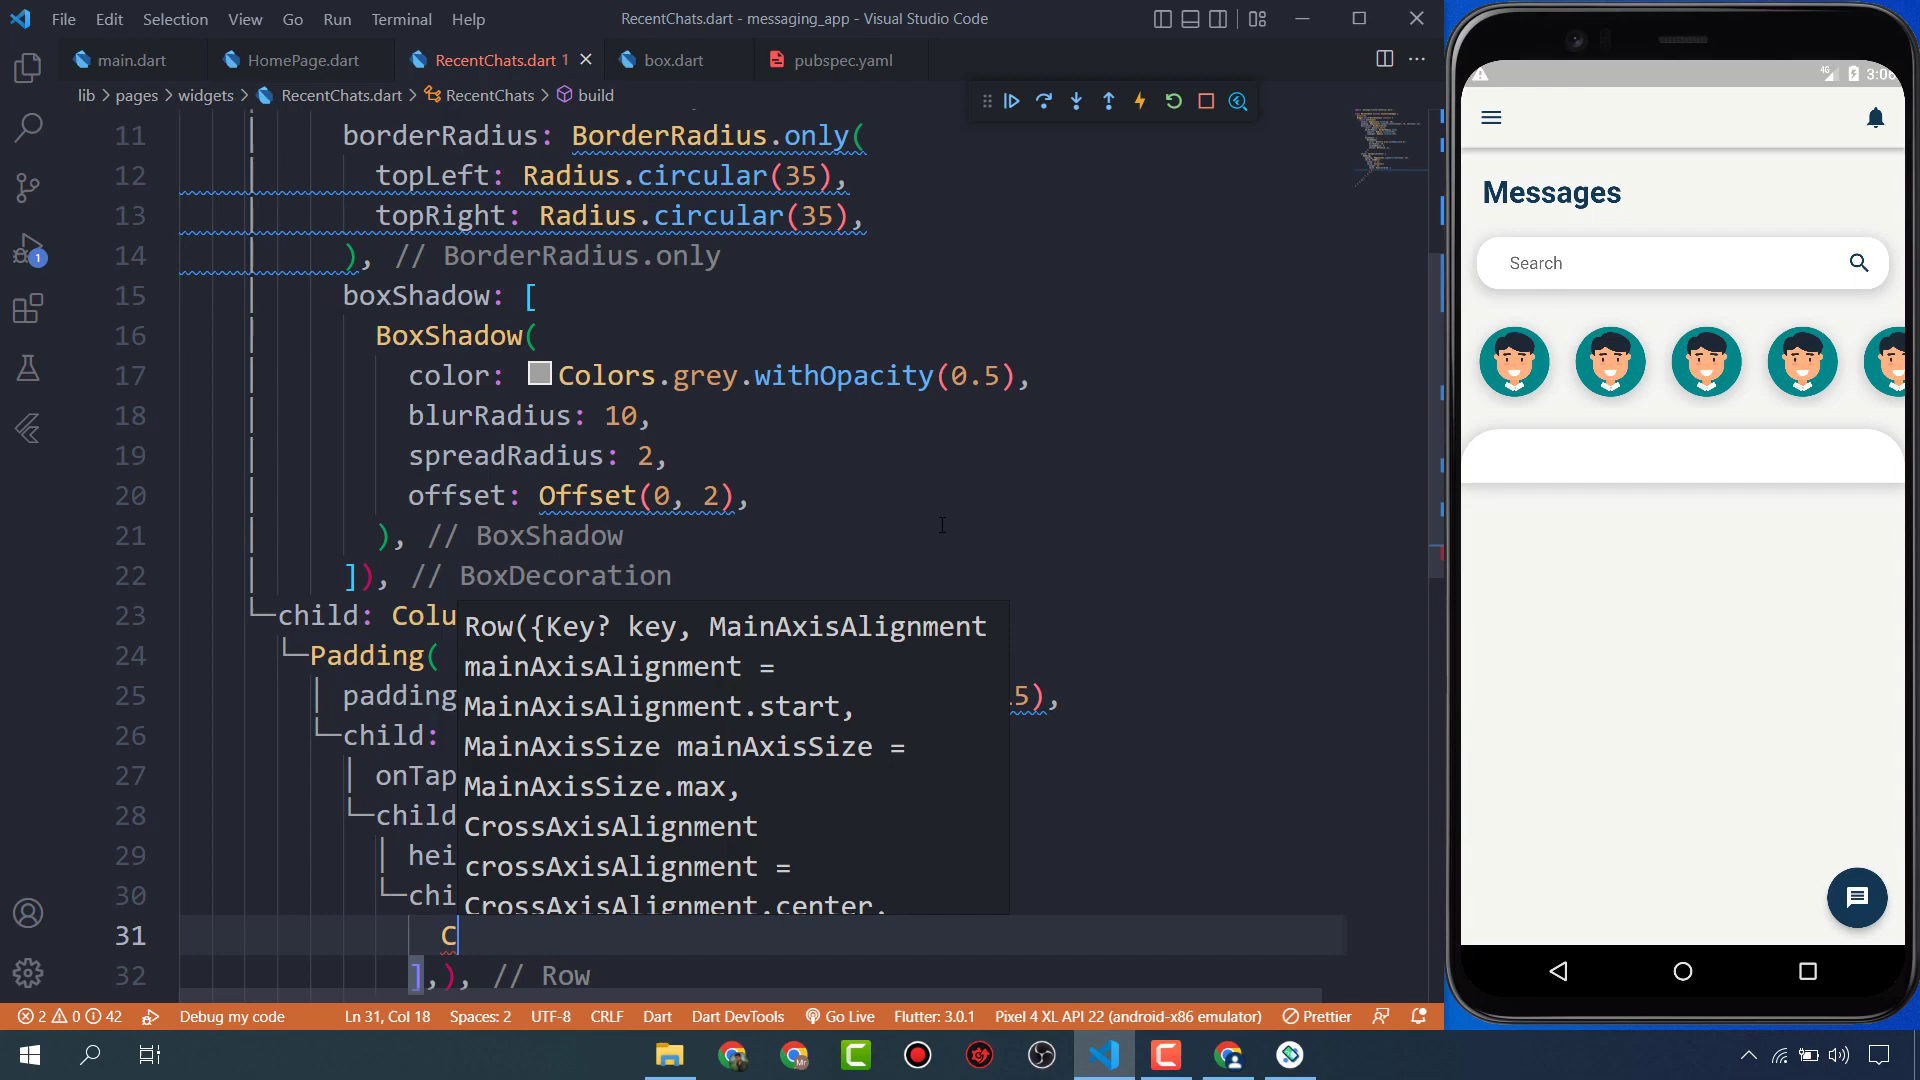 File Edit Selection View Go Run Terminal Help
RecentChats.dart - messaging_app - Visual Studio Code
main.dart
HomePage.dart
RecentChats.dart 1
box.dart
pubspec.yaml
lib > pages > widgets > RecentChats.dart > RecentChats > build
11 borderRadius: BorderRadius.only(
12 topLeft: Radius.circular(35),
13 topRight: Radius.circular(35),
14 ), // BorderRadius.only
15 boxShadow: [
16 BoxShadow(
17 color: Colors.grey.withOpacity(0.5),
18 blurRadius: 10,
19 spreadRadius: 2,
20 offset: Offset(0, 2),
21 ), // BoxShadow
22 ]), // BoxDecoration
23 child: Colu
24 Padding(
25 padding 5),
26 child:
27 onTap
28 child
29 hei
30 chi
31 C
32 ],), // Row
Row({Key? key, MainAxisAlignment
mainAxisAlignment =
MainAxisAlignment.start,
MainAxisSize mainAxisSize =
MainAxisSize.max,
CrossAxisAlignment
crossAxisAlignment =
CrossAxisAlignment.center,
1
2 0 42
Debug my code
Ln 31, Col 18
Spaces: 2
UTF-8
CRLF
Dart
Dart DevTools
Go Live
Flutter: 3.0.1
Pixel 4 XL API 22 (android-x86 emulator)
Prettier
4G
3:06
Messages
Search